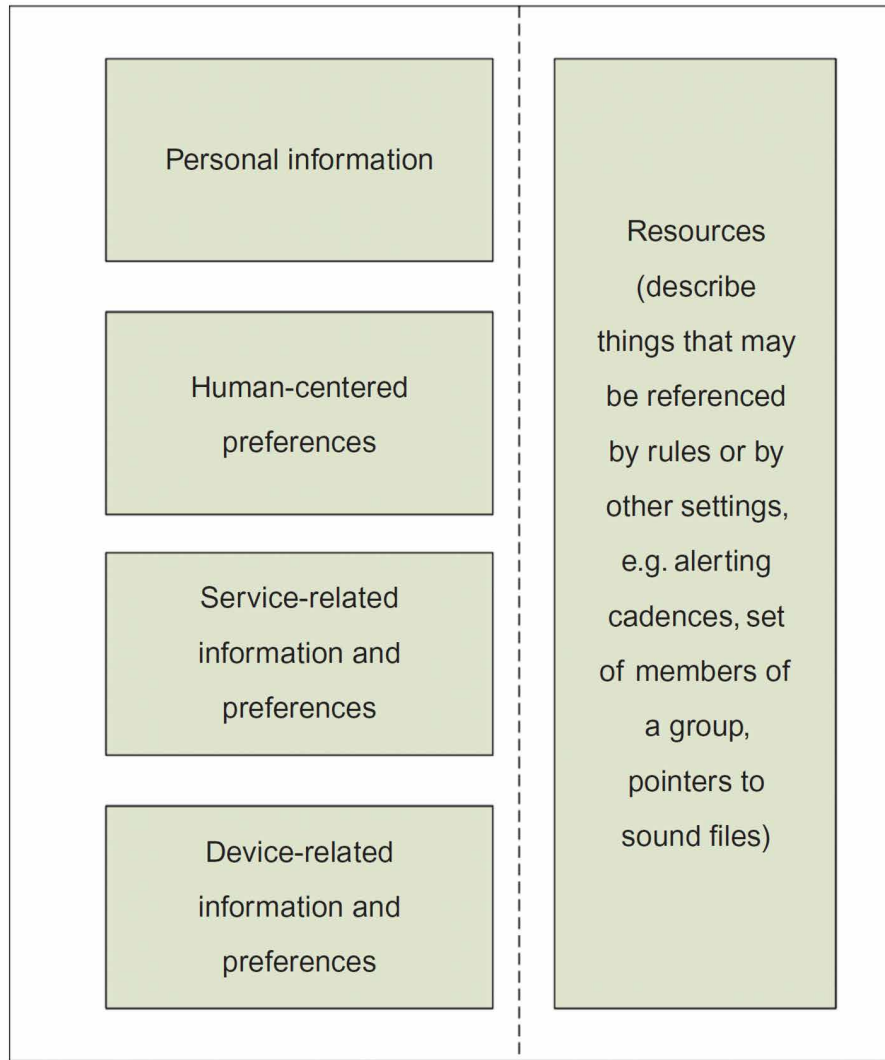 Personal information
Human-centered
preferences
Service-related
information and
preferences
Device-related
information and
preferences
Resources
(describe
things that may
be referenced
by rules or by
other settings,
e.g. alerting
cadences, set
of members of
a group,
pointers to
sound files)